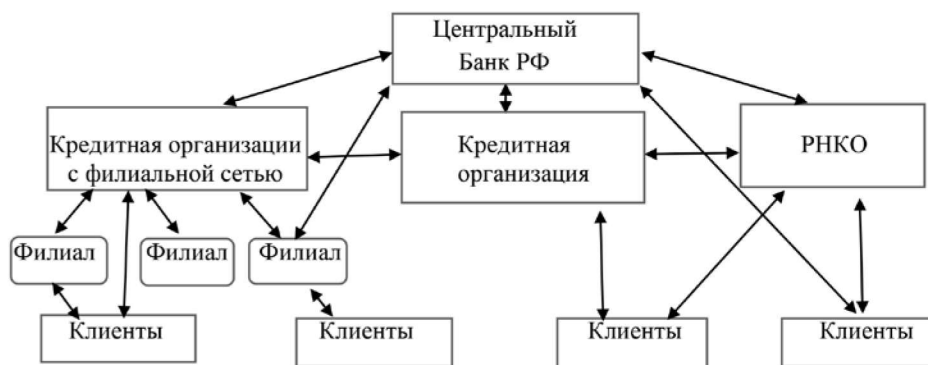 Центральный
Банк РФ
Кредитная организации
с филиальной сетью
Кредитная
организация
РНКО
Филиал
Филиал
Филиал
Клиенты
Клиенты
Клиенты
Клиенты